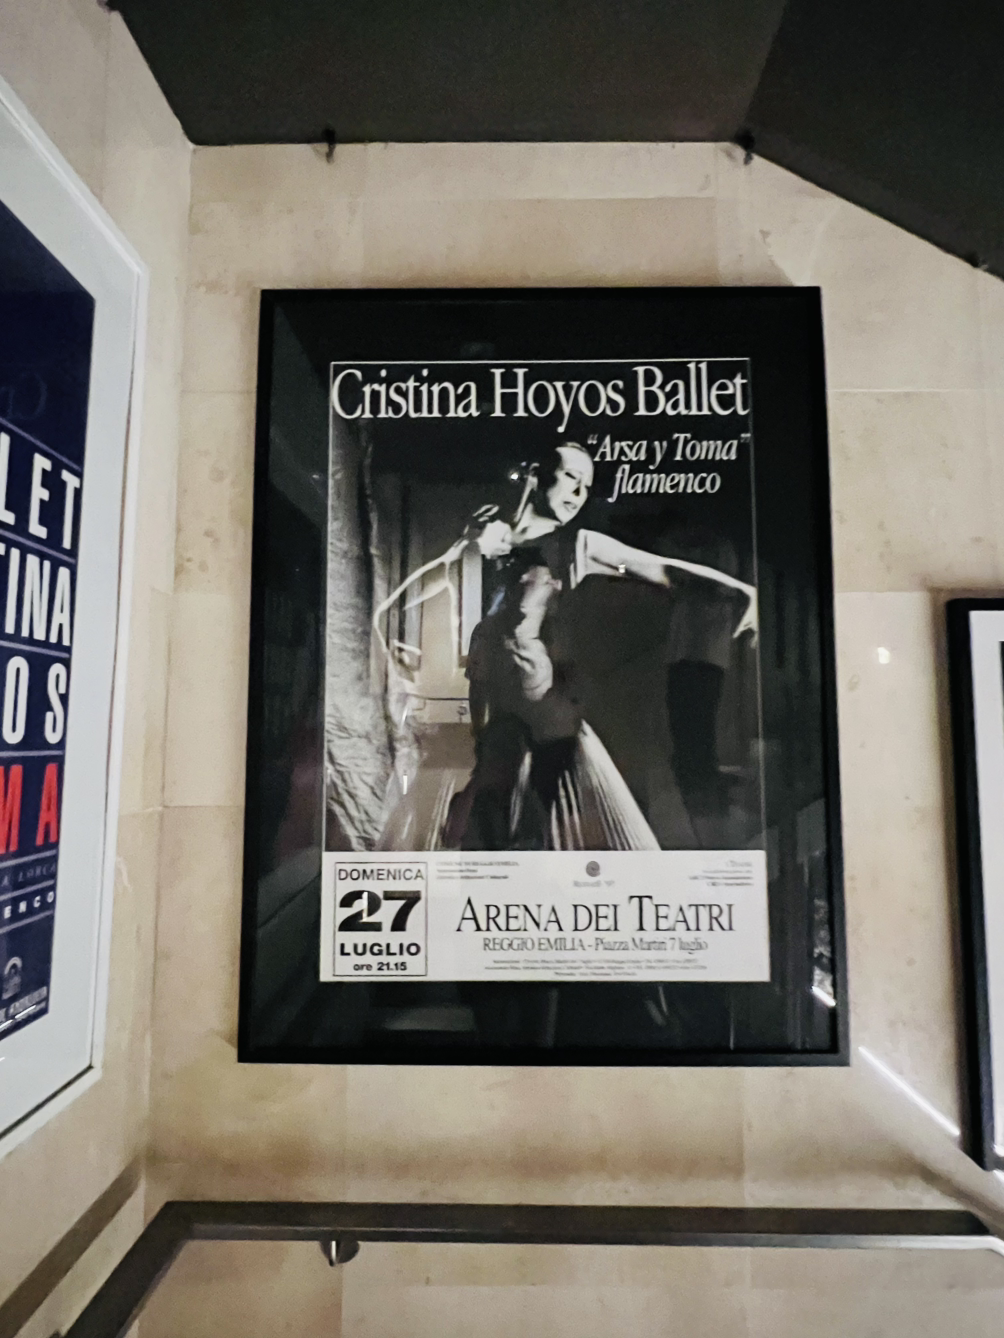 Cristina Hoyos Ballet
"Arsa y Toma"
flamenco
DOMENICA
27
LUGLIO
ore 21.15
ARENA DEI TEATRI
REGGIO EMILIA - Piazza Martiri 7 luglio
LET
INA
OS
MA
ENCO